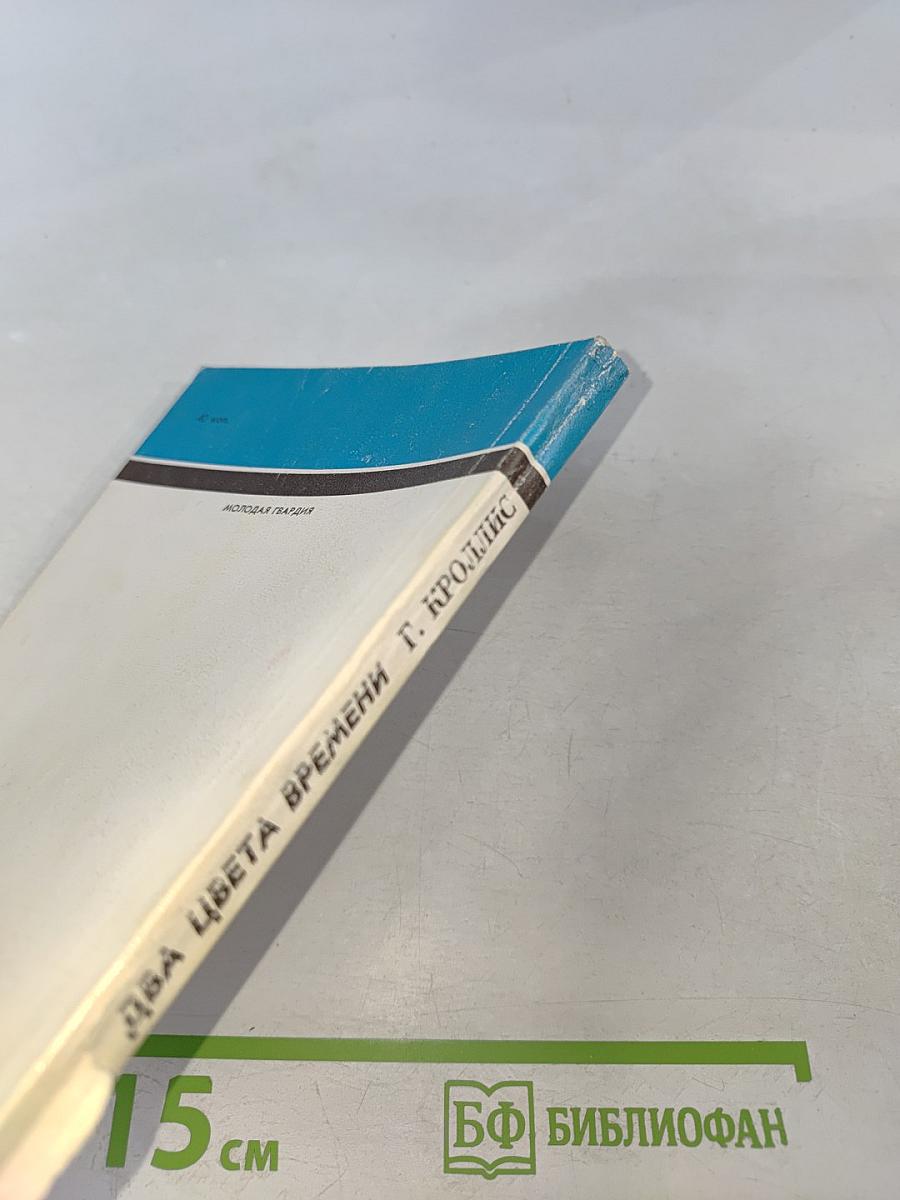 40 коп.
МОЛОДАЯ ГВАРДИЯ
ДВА ЦВЕТА ВРЕМЕНИ Г. КРОЛЛИС
15 см
БФ БИБЛИОФАН